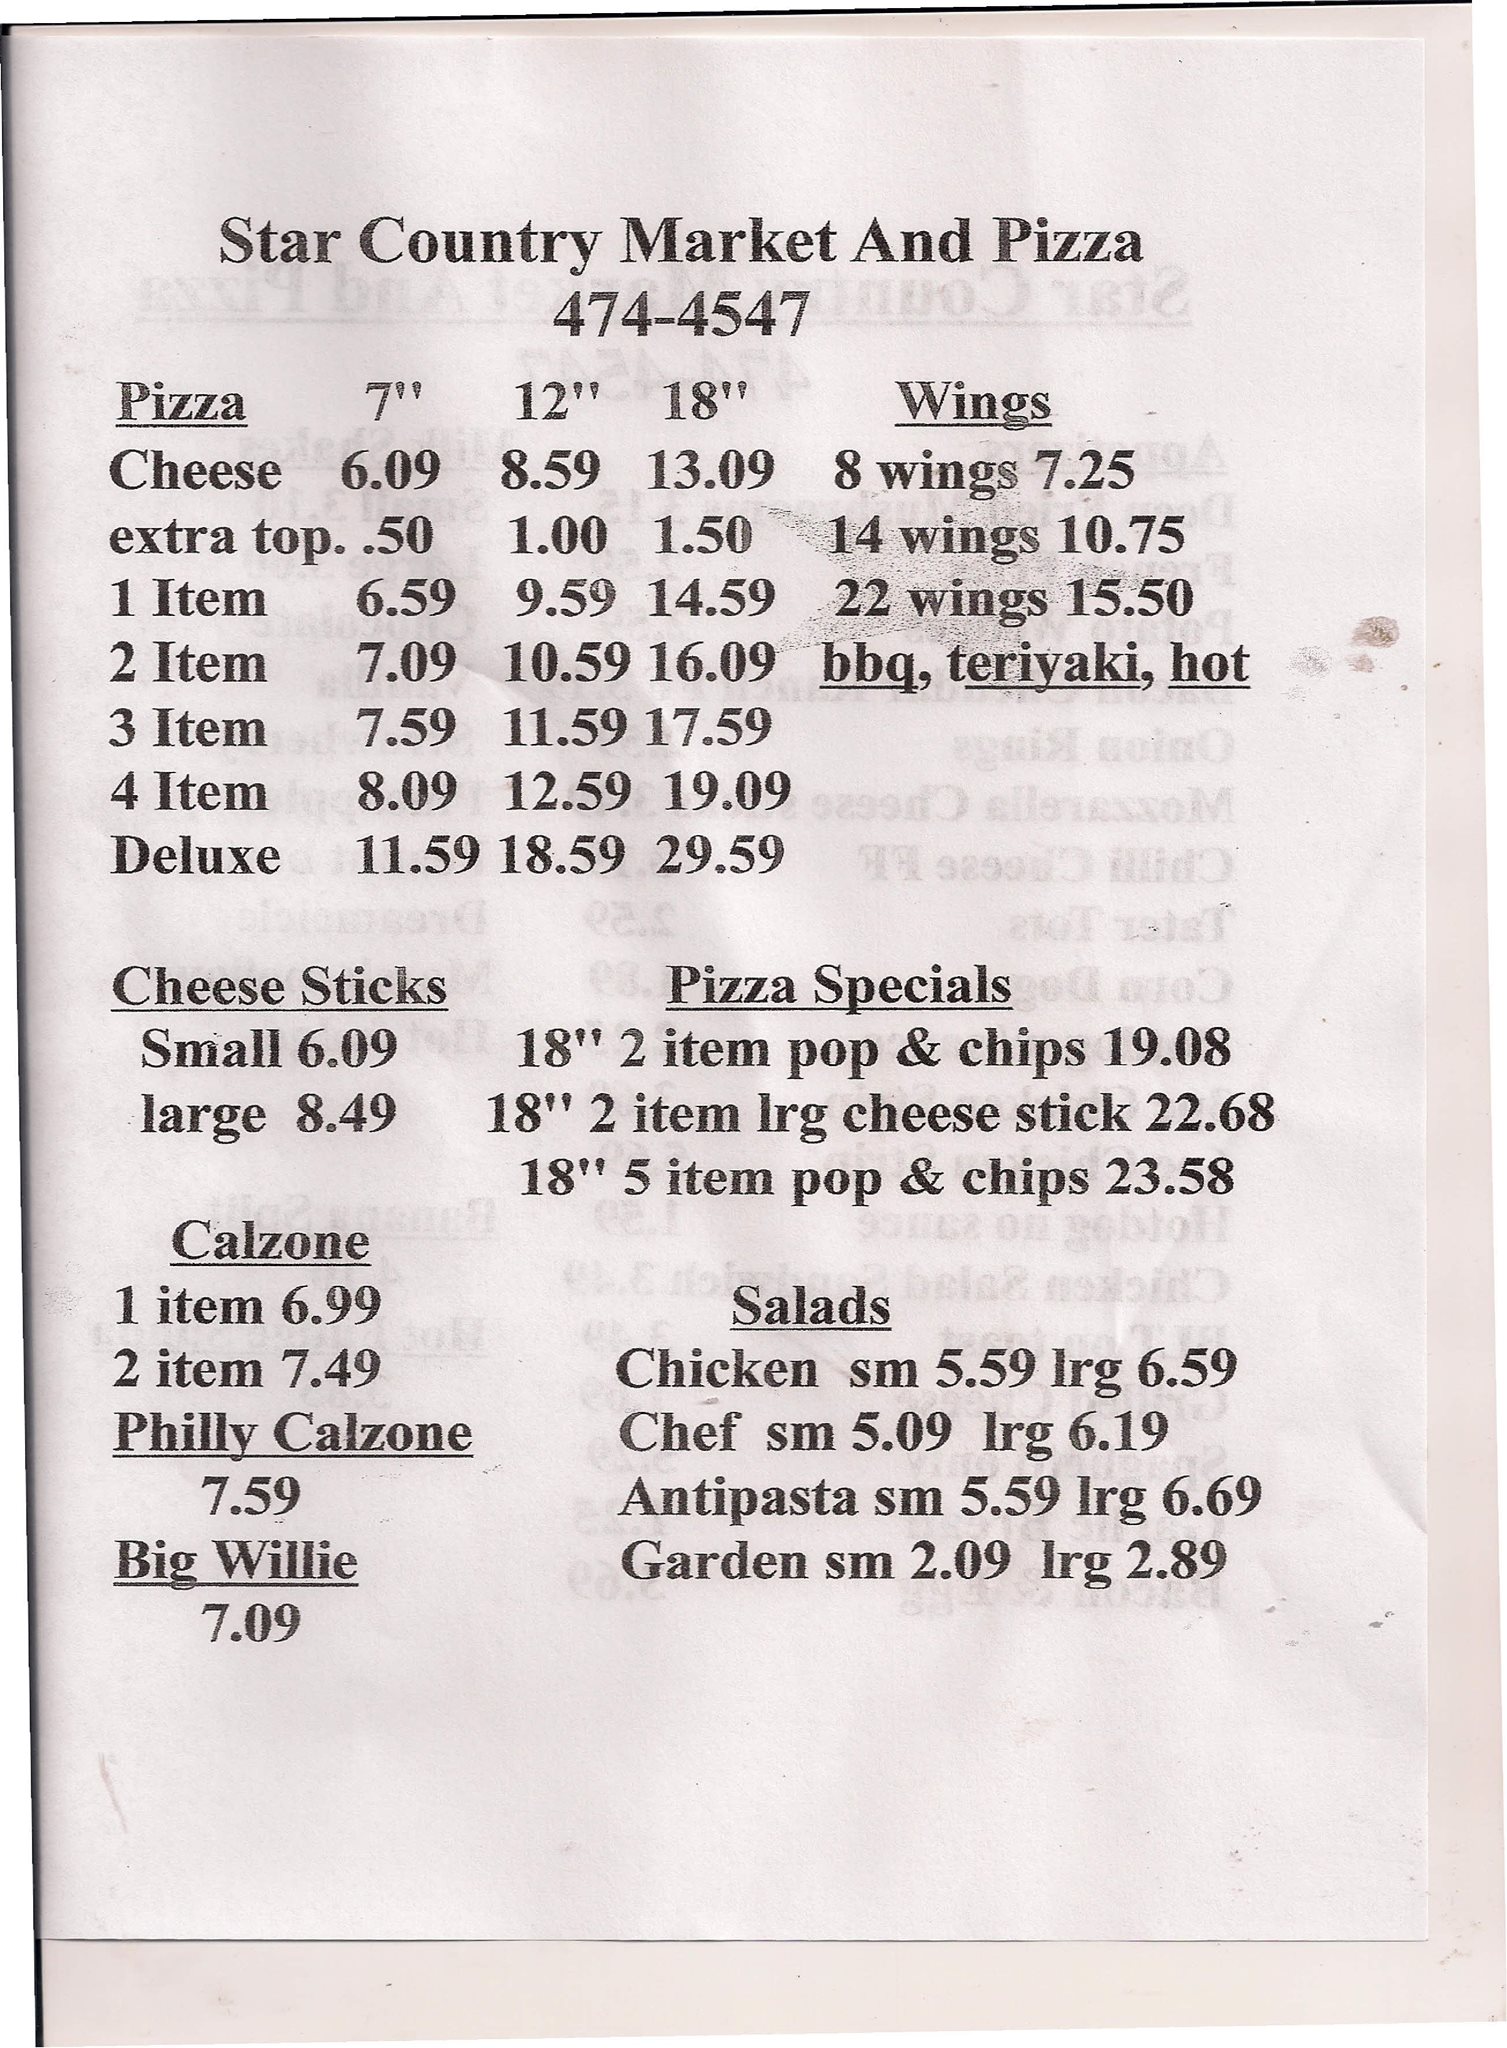 Star Country Market And Pizza
474-4547
Pizza 7" 12" 18" Wings
Cheese 6.09 8.59 13.09 8 wings 7.25
extra top. .50 1.00 1.50 14 wings 10.75
1 Item 6.59 9.59 14.59 22 wings 15.50
2 Item 7.09 10.59 16.09 bbq, teriyaki, hot
3 Item 7.59 11.59 17.59
4 Item 8.09 12.59 19.09
Deluxe 11.59 18.59 29.59
Cheese Sticks Pizza Specials
Small 6.09 18" 2 item pop & chips 19.08
large 8.49 18" 2 item lrg cheese stick 22.68
18" 5 item pop & chips 23.58
Calzone
1 item 6.99 Salads
2 item 7.49 Chicken sm 5.59 lrg 6.59
Philly Calzone Chef sm 5.09 lrg 6.19
7.59 Antipasta sm 5.59 lrg 6.69
Big Willie Garden sm 2.09 lrg 2.89
7.09